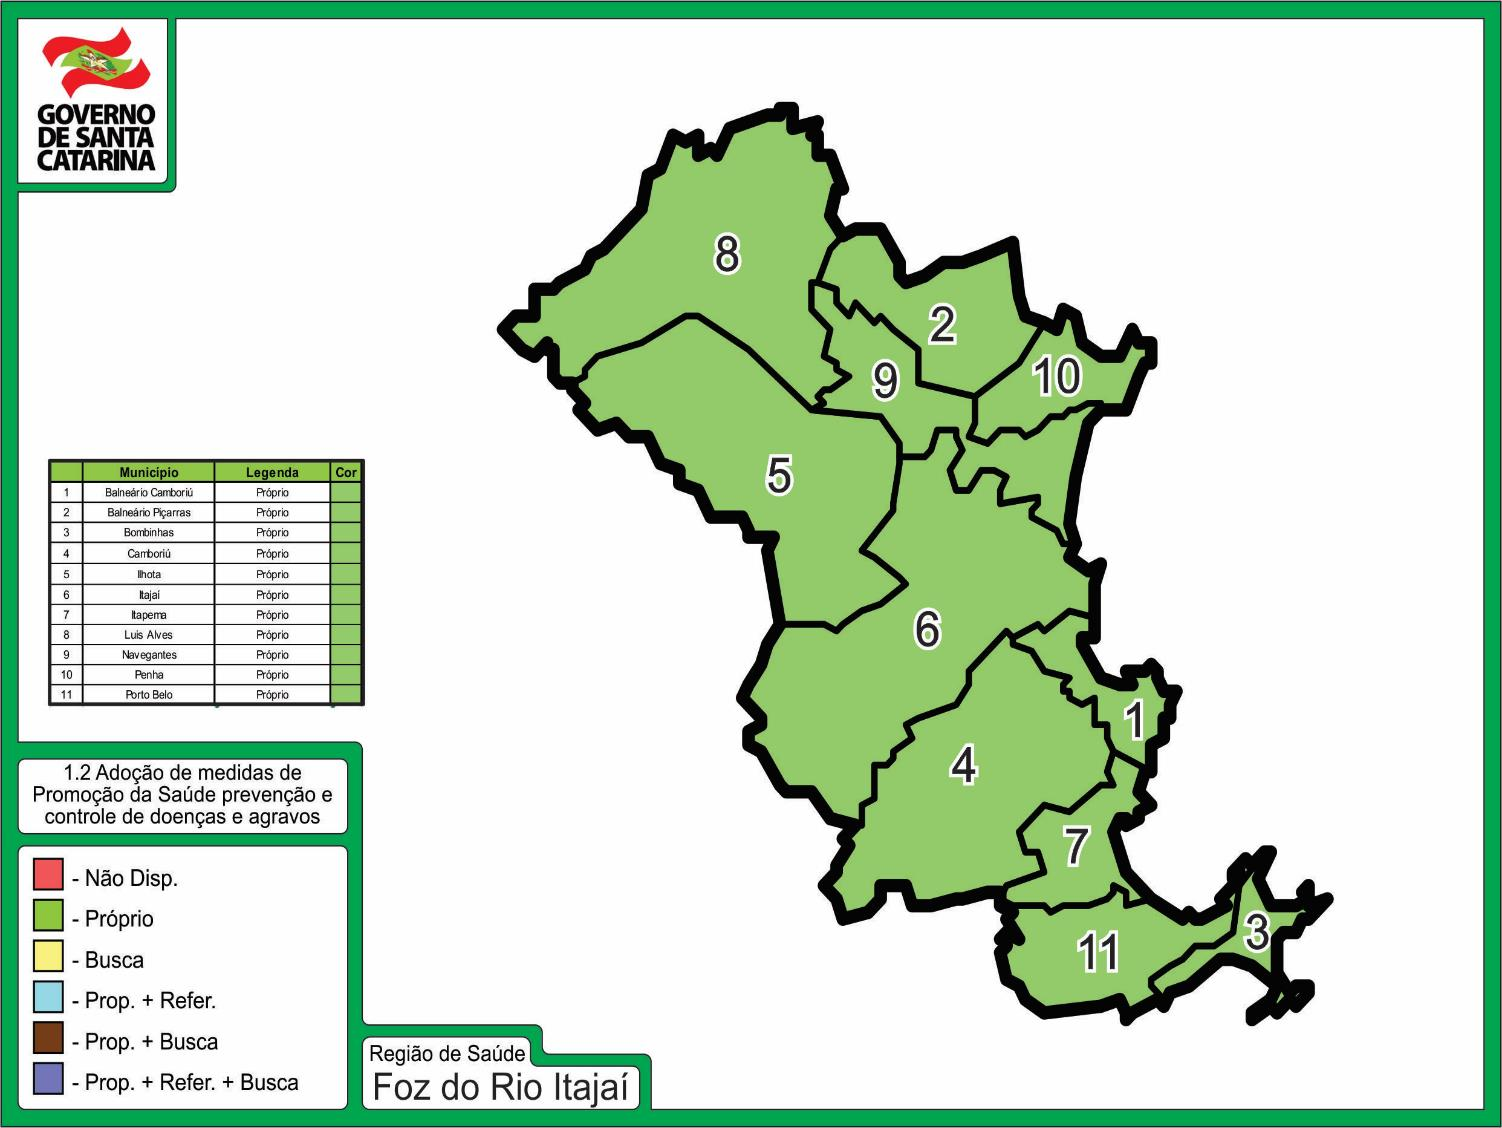 GOVERNO
DE SANTA
CATARINA
8
2
10
9
5
6
1
4
7
3
11
Município Legenda Cor
1 Balneário Camboriú Próprio
2 Balneário Piçarras Próprio
3 Bombinhas Próprio
4 Camboriú Próprio
5 Ilhota Próprio
6 Itajaí Próprio
7 Itapema Próprio
8 Luis Alves Próprio
9 Navegantes Próprio
10 Penha Próprio
11 Porto Belo Próprio
1.2 Adoção de medidas de
Promoção da Saúde prevenção e
controle de doenças e agravos
- Não Disp.
- Próprio
- Busca
- Prop. + Refer.
- Prop. + Busca
- Prop. + Refer. + Busca
Região de Saúde
Foz do Rio Itajaí